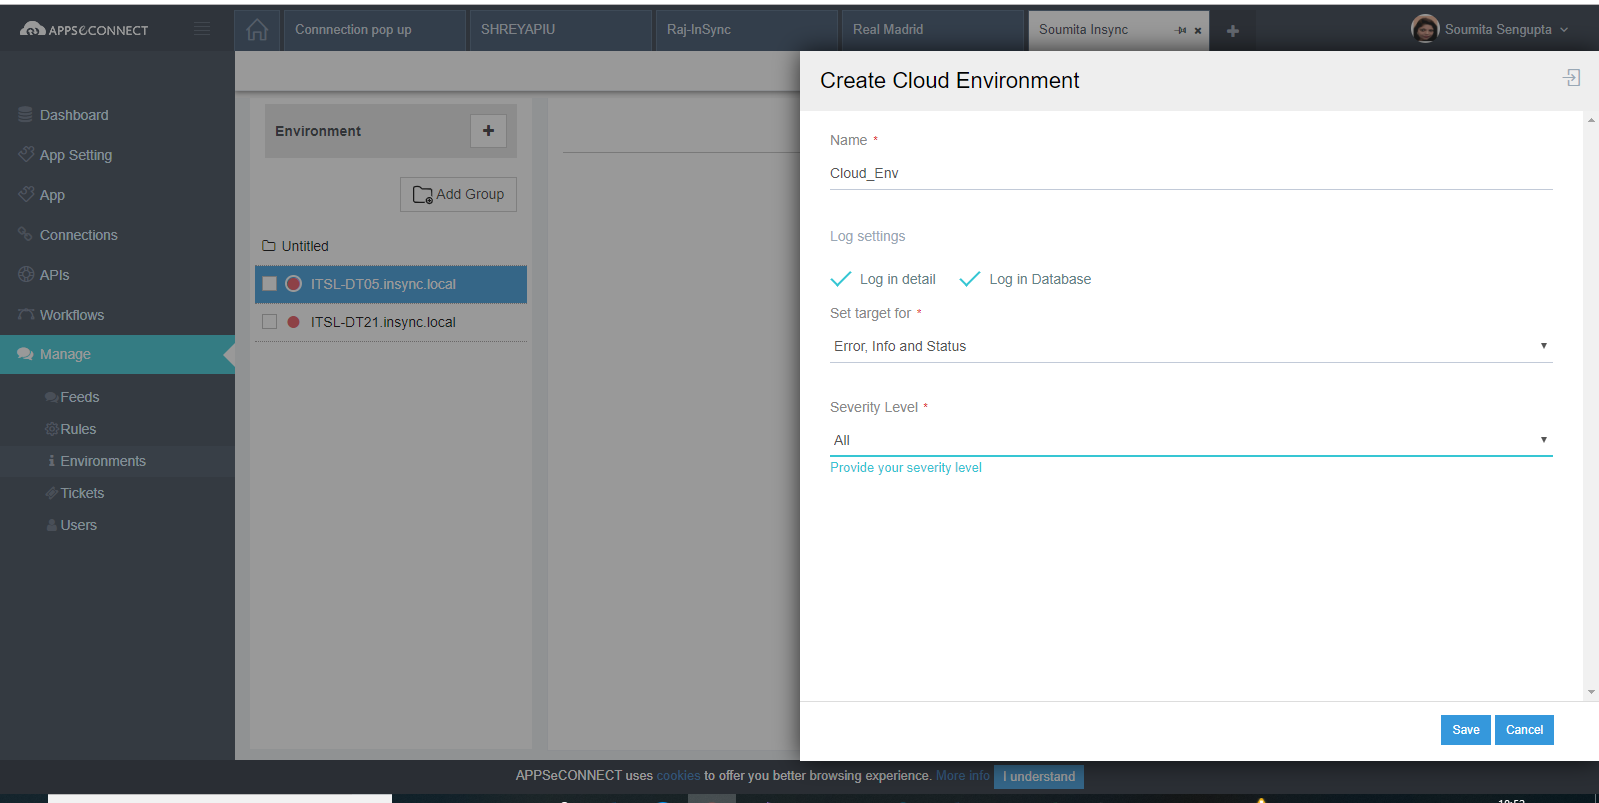 APPSeCONNECT
Connnection pop up
SHREYAPIU
Raj-InSync
Real Madrid
Soumita Insync
Soumita Sengupta
Dashboard
App Setting
App
Connections
APIs
Workflows
Manage
Feeds
Rules
Environments
Tickets
Users
Environment
Add Group
Untitled
ITSL-DT05.insync.local
ITSL-DT21.insync.local
Create Cloud Environment
Name *
Cloud_Env
Log settings
Log in detail Log in Database
Set target for *
Error, Info and Status
Severity Level *
All
Provide your severity level
Save Cancel
APPSeCONNECT uses cookies to offer you better browsing experience. More info I understand